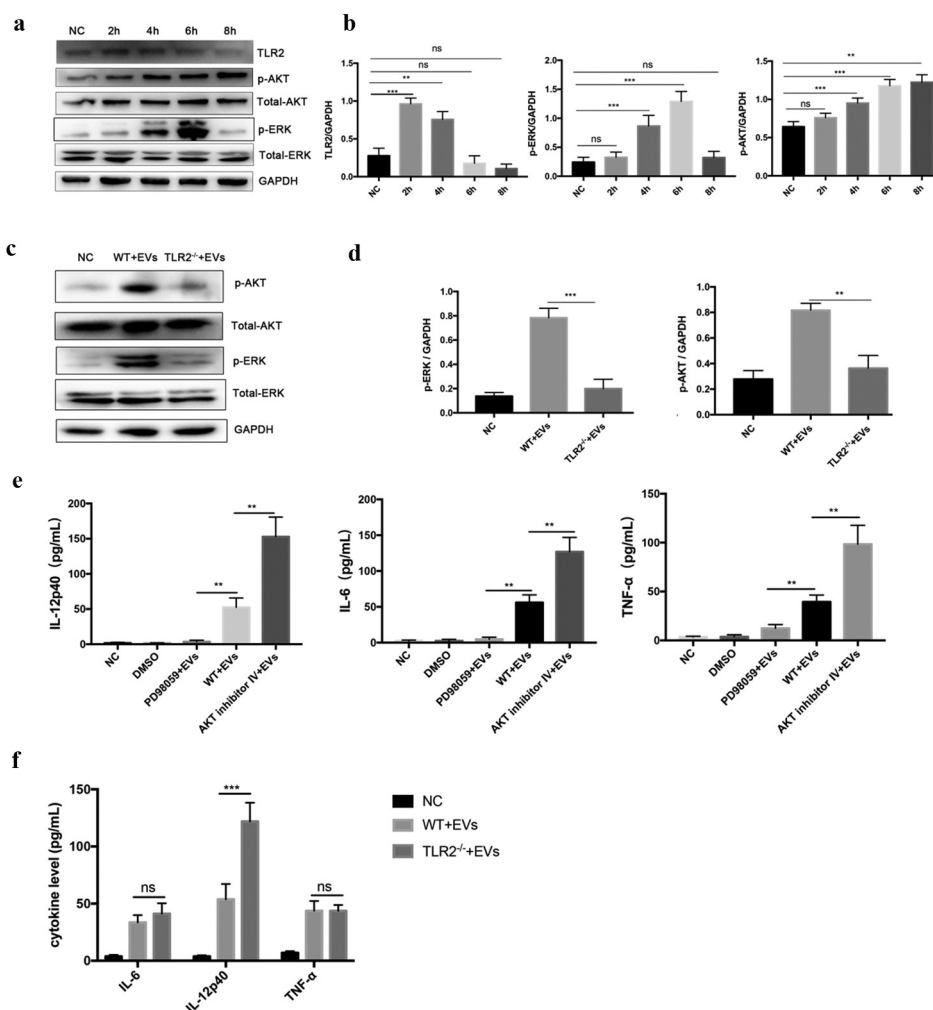 a
NC 2h 4h 6h 8h
TLR2
p-AKT
Total-AKT
p-ERK
Total-ERK
GAPDH
b
ns
ns
**
***
TLR2/GAPDH
1.5
1.0
0.5
0.0
NC 2h 4h 6h 8h
ns
***
***
ns
p-ERK/GAPDH
2.0
1.5
1.0
0.5
0.0
NC 2h 4h 6h 8h
**
***
***
ns
p-AKT/GAPDH
1.5
1.0
0.5
0.0
NC 2h 4h 6h 8h
c
NC WT+EVs TLR2-/-+EVs
p-AKT
Total-AKT
p-ERK
Total-ERK
GAPDH
d
***
p-ERK / GAPDH
1.0
0.8
0.6
0.4
0.2
0.0
NC WT+EVs TLR2-/-+EVs
**
p-AKT / GAPDH
1.0
0.8
0.6
0.4
0.2
0.0
NC WT+EVs TLR2-/-+EVs
e
**
**
IL-12p40 (pg/mL)
200
150
100
50
0
NC DMSO PD98059+EVs WT+EVs AKT inhibitor IV+EVs
**
**
IL-6 (pg/mL)
200
150
100
50
0
NC DMSO PD98059+EVs WT+EVs AKT inhibitor IV+EVs
**
**
TNF-α (pg/mL)
150
100
50
0
NC DMSO PD98059+EVs WT+EVs AKT inhibitor IV+EVs
f
***
ns
ns
cytokine level (pg/mL)
150
100
50
0
IL-6 IL-12p40 TNF-α
NC
WT+EVs
TLR2-/-+EVs